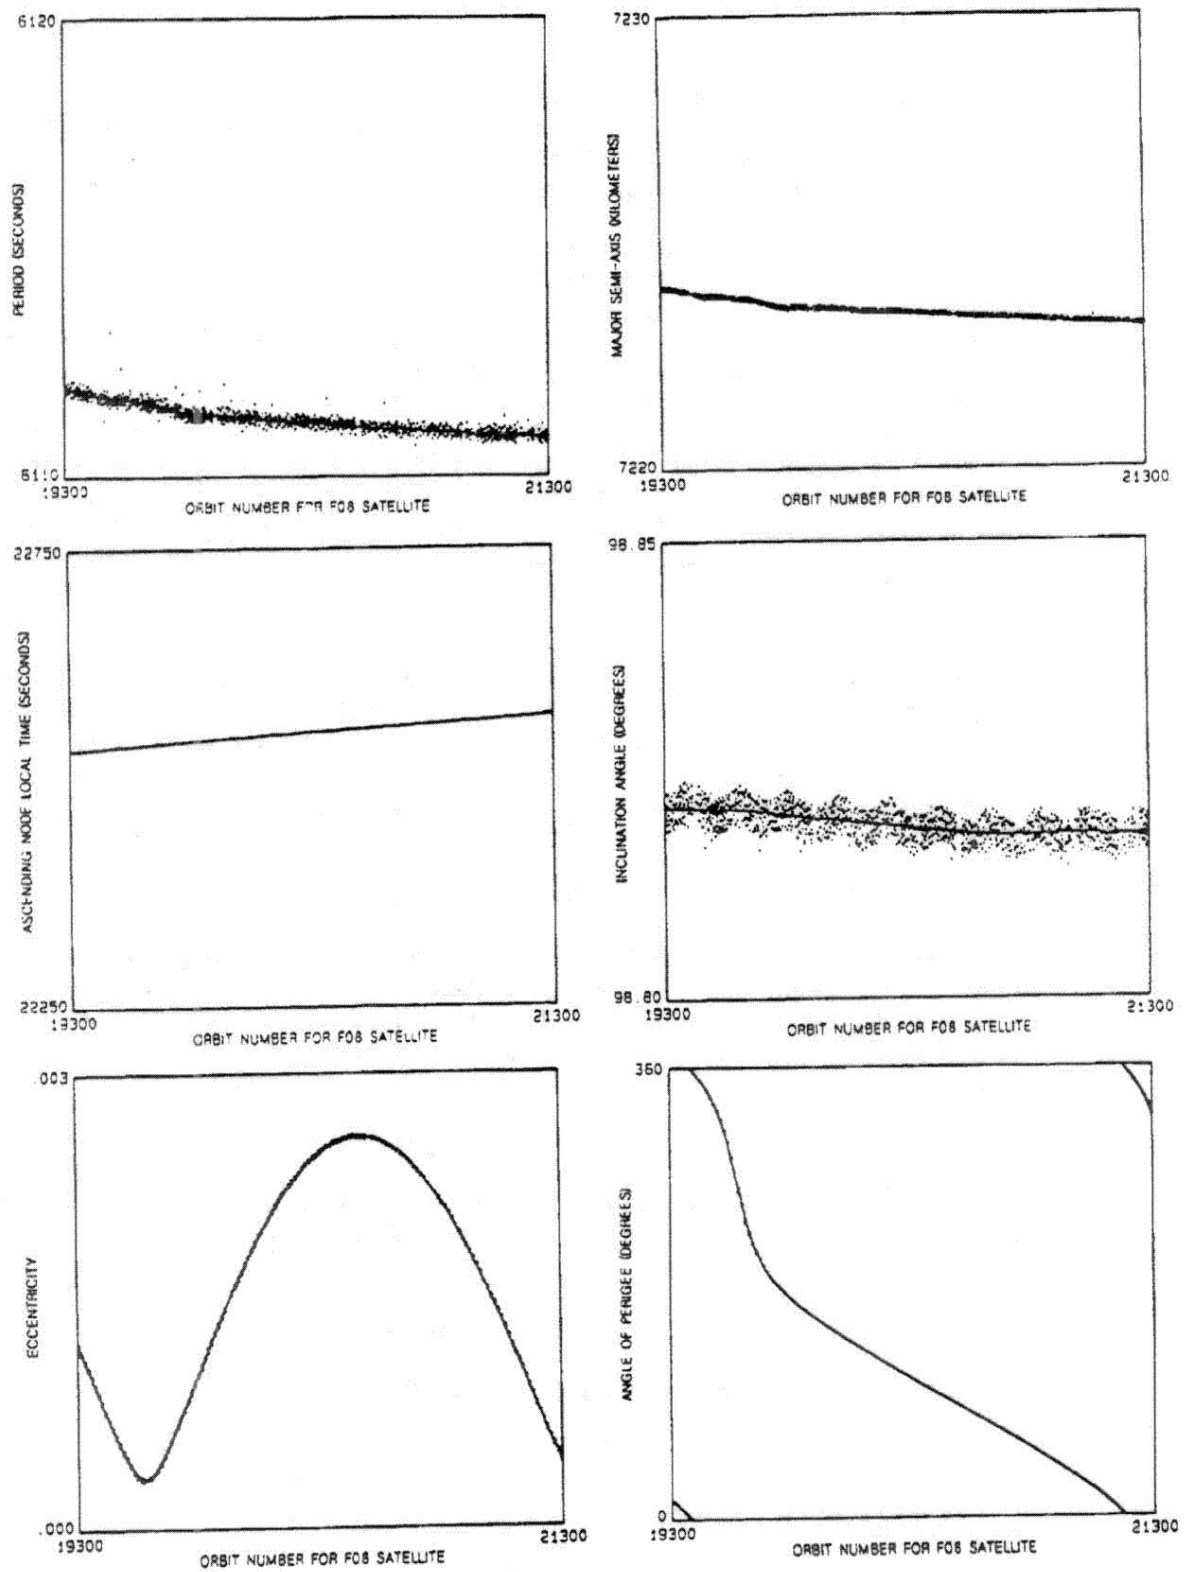 6120
PERIOD (SECONDS)
6110
19300
21300
ORBIT NUMBER FOR F08 SATELLITE
7230
MAJOR SEMI-AXIS (KILOMETERS)
7220
19300
21300
ORBIT NUMBER FOR F08 SATELLITE
22750
ASCENDING NODE LOCAL TIME (SECONDS)
22250
19300
21300
ORBIT NUMBER FOR F08 SATELLITE
98.85
INCLINATION ANGLE (DEGREES)
98.80
19300
21300
ORBIT NUMBER FOR F08 SATELLITE
.003
ECCENTRICITY
.000
19300
21300
ORBIT NUMBER FOR F08 SATELLITE
360
ANGLE OF PERIGEE (DEGREES)
0
19300
21300
ORBIT NUMBER FOR F08 SATELLITE